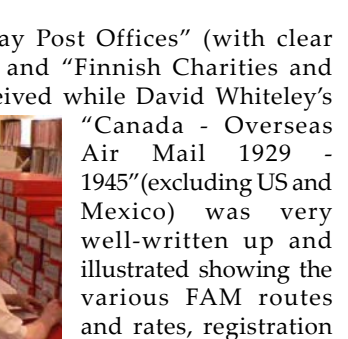 ay Post Offices” (with clear
and “Finnish Charities and
eived while David Whiteley’s
“Canada - Overseas
Air Mail 1929 -
1945”(excluding US and
Mexico) was very
well-written up and
illustrated showing the
various FAM routes
and rates, registration